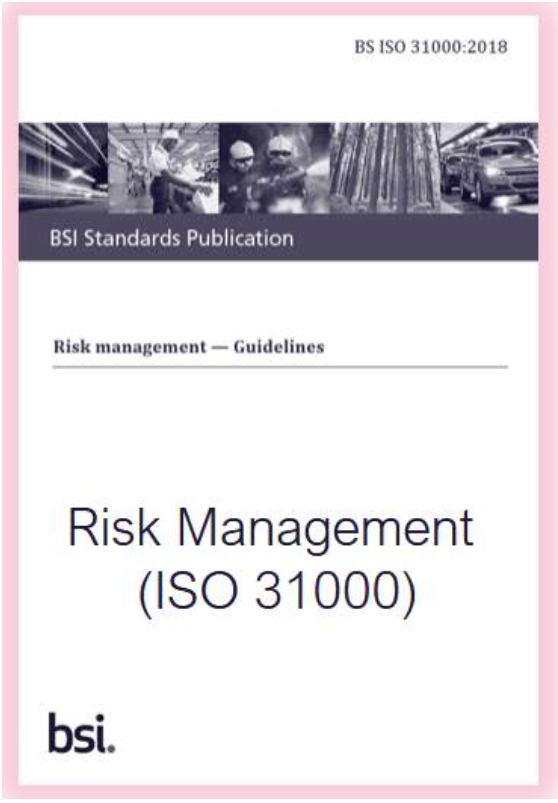 BS ISO 31000:2018
BSI Standards Publication
Risk management — Guidelines
Risk Management
(ISO 31000)
bsi.